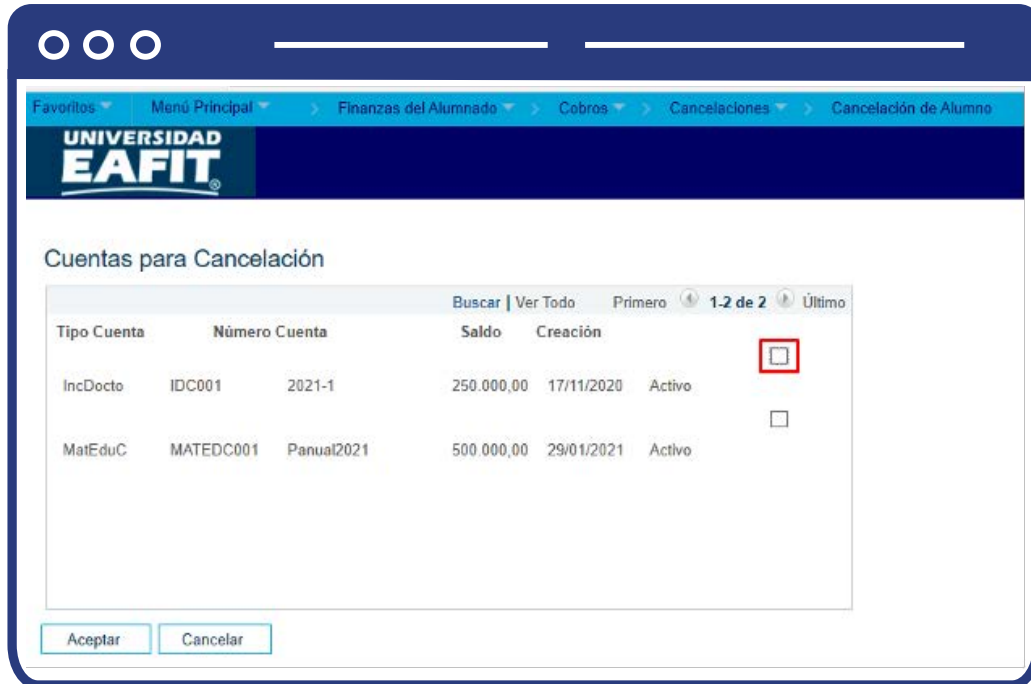 Favoritos Menú Principal Finanzas del Alumnado Cobros Cancelaciones Cancelación de Alumno
UNIVERSIDAD
EAFIT®
Cuentas para Cancelación
Buscar | Ver Todo Primero 1-2 de 2 Último
Tipo Cuenta Número Cuenta Saldo Creación
IncDocto IDC001 2021-1 250.000,00 17/11/2020 Activo
MatEduC MATEDC001 Panual2021 500.000,00 29/01/2021 Activo
Aceptar Cancelar